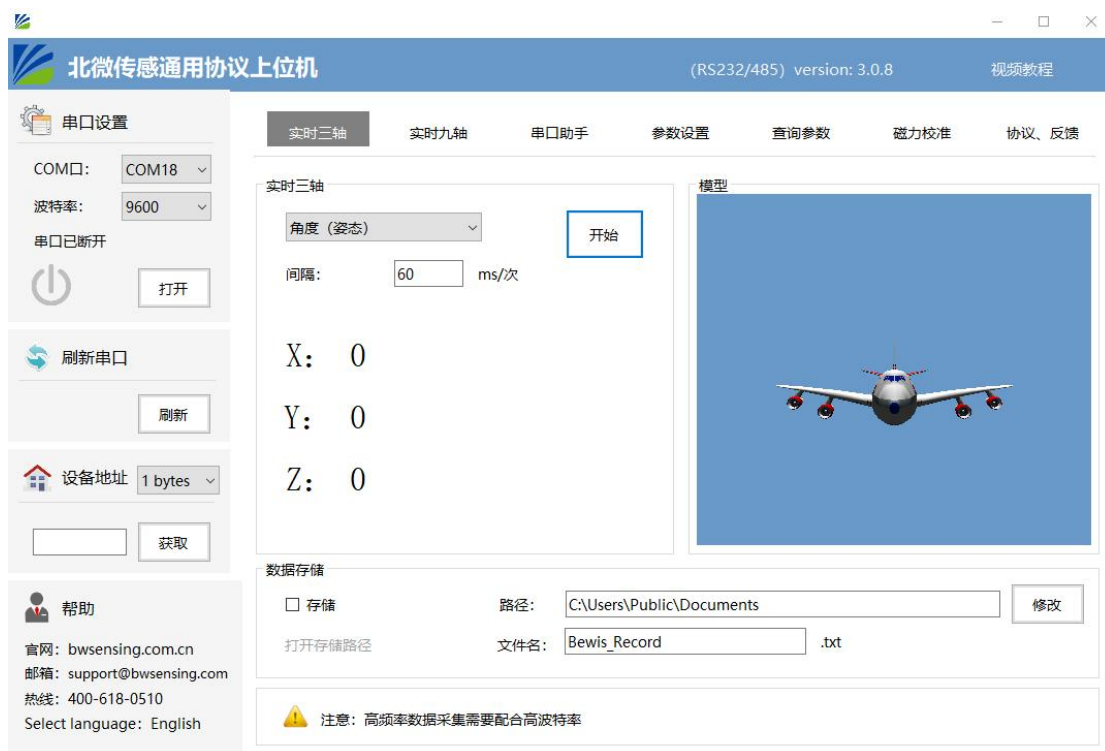 北微传感通用协议上位机
(RS232/485) version: 3.0.8
视频教程
串口设置
COM口：
COM18
波特率：
9600
串口已断开
打开
刷新串口
刷新
设备地址
1 bytes
获取
帮助
官网：bwsensing.com.cn
邮箱：support@bwsensing.com
热线：400-618-0510
Select language：English
实时三轴
实时九轴
串口助手
参数设置
查询参数
磁力校准
协议、反馈
实时三轴
角度（姿态）
开始
间隔：
60
ms/次
X： 0
Y： 0
Z： 0
模型
数据存储
存储
路径：
C:\Users\Public\Documents
修改
打开存储路径
文件名：
Bewis_Record
.txt
注意：高频率数据采集需要配合高波特率